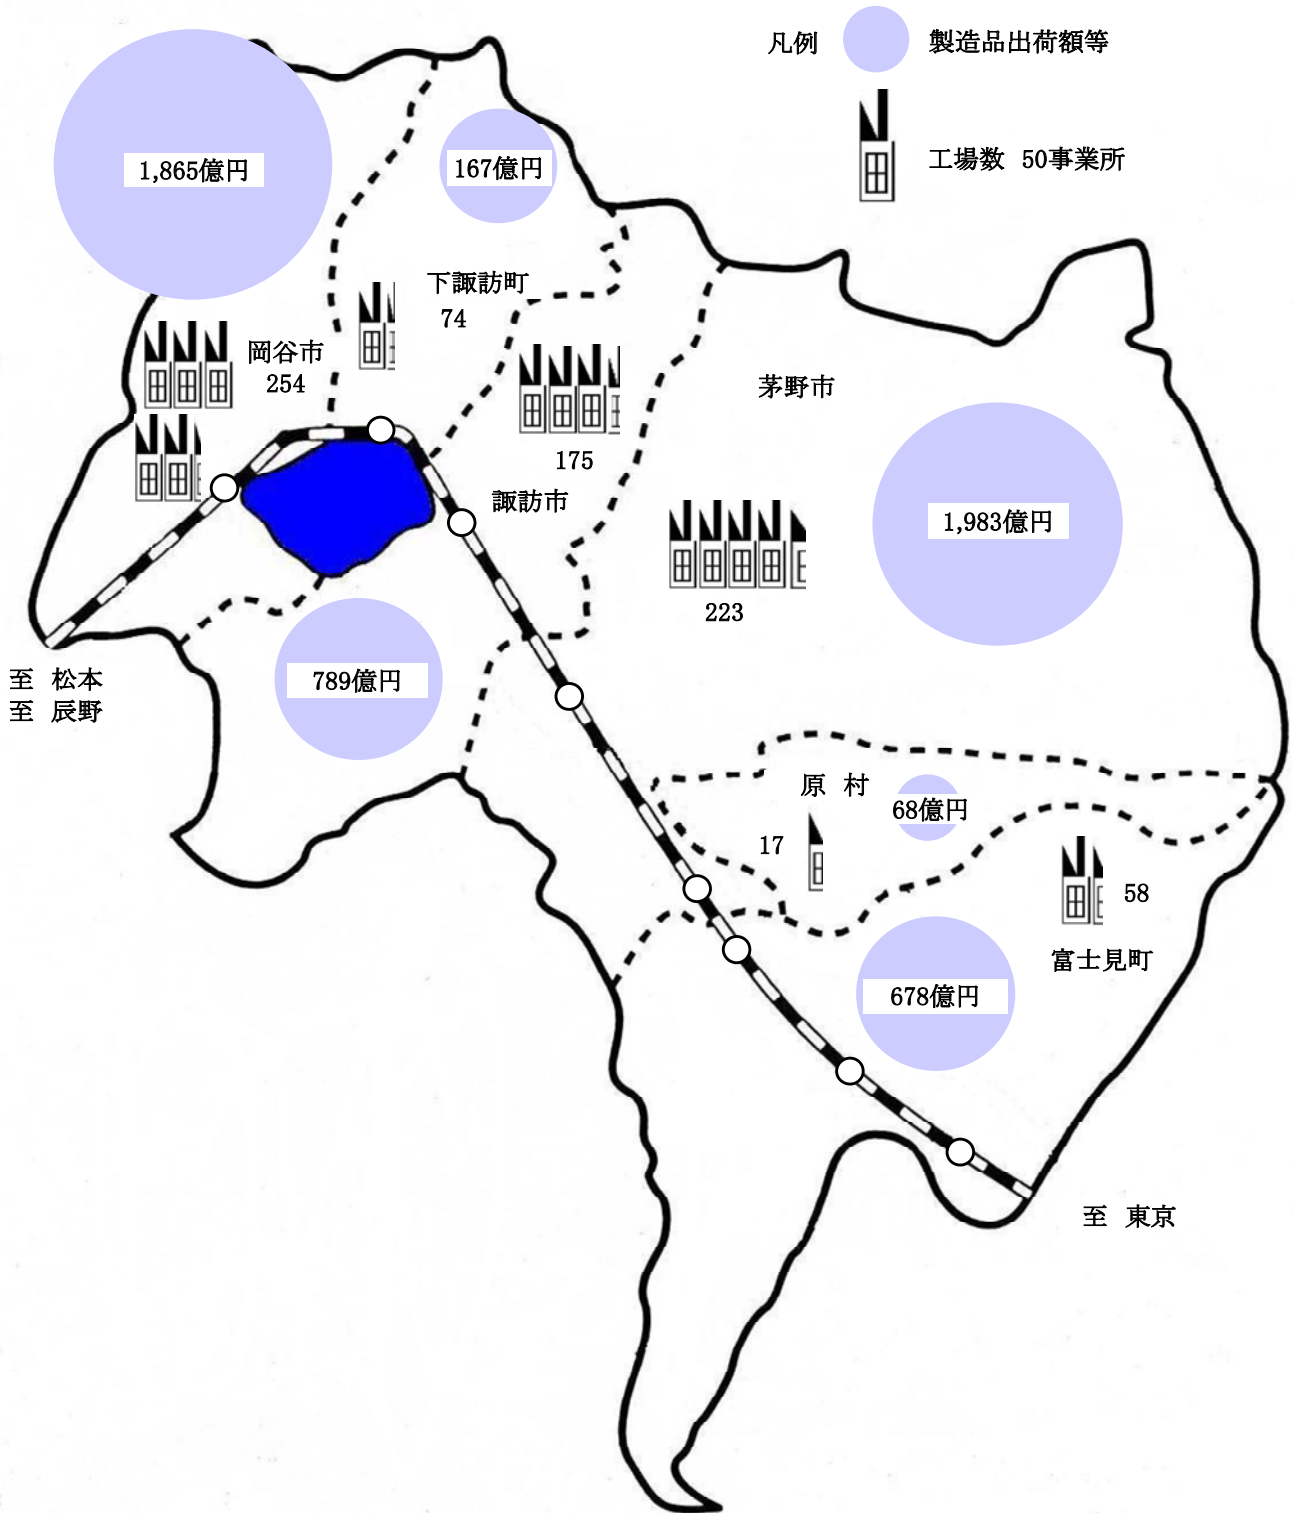 凡例 製造品出荷額等
工場数 50事業所
1,865億円
167億円
下諏訪町
74
岡谷市
254
175
諏訪市
茅野市
1,983億円
223
789億円
至 松本
至 辰野
原 村
68億円
17
58
富士見町
678億円
至 東京